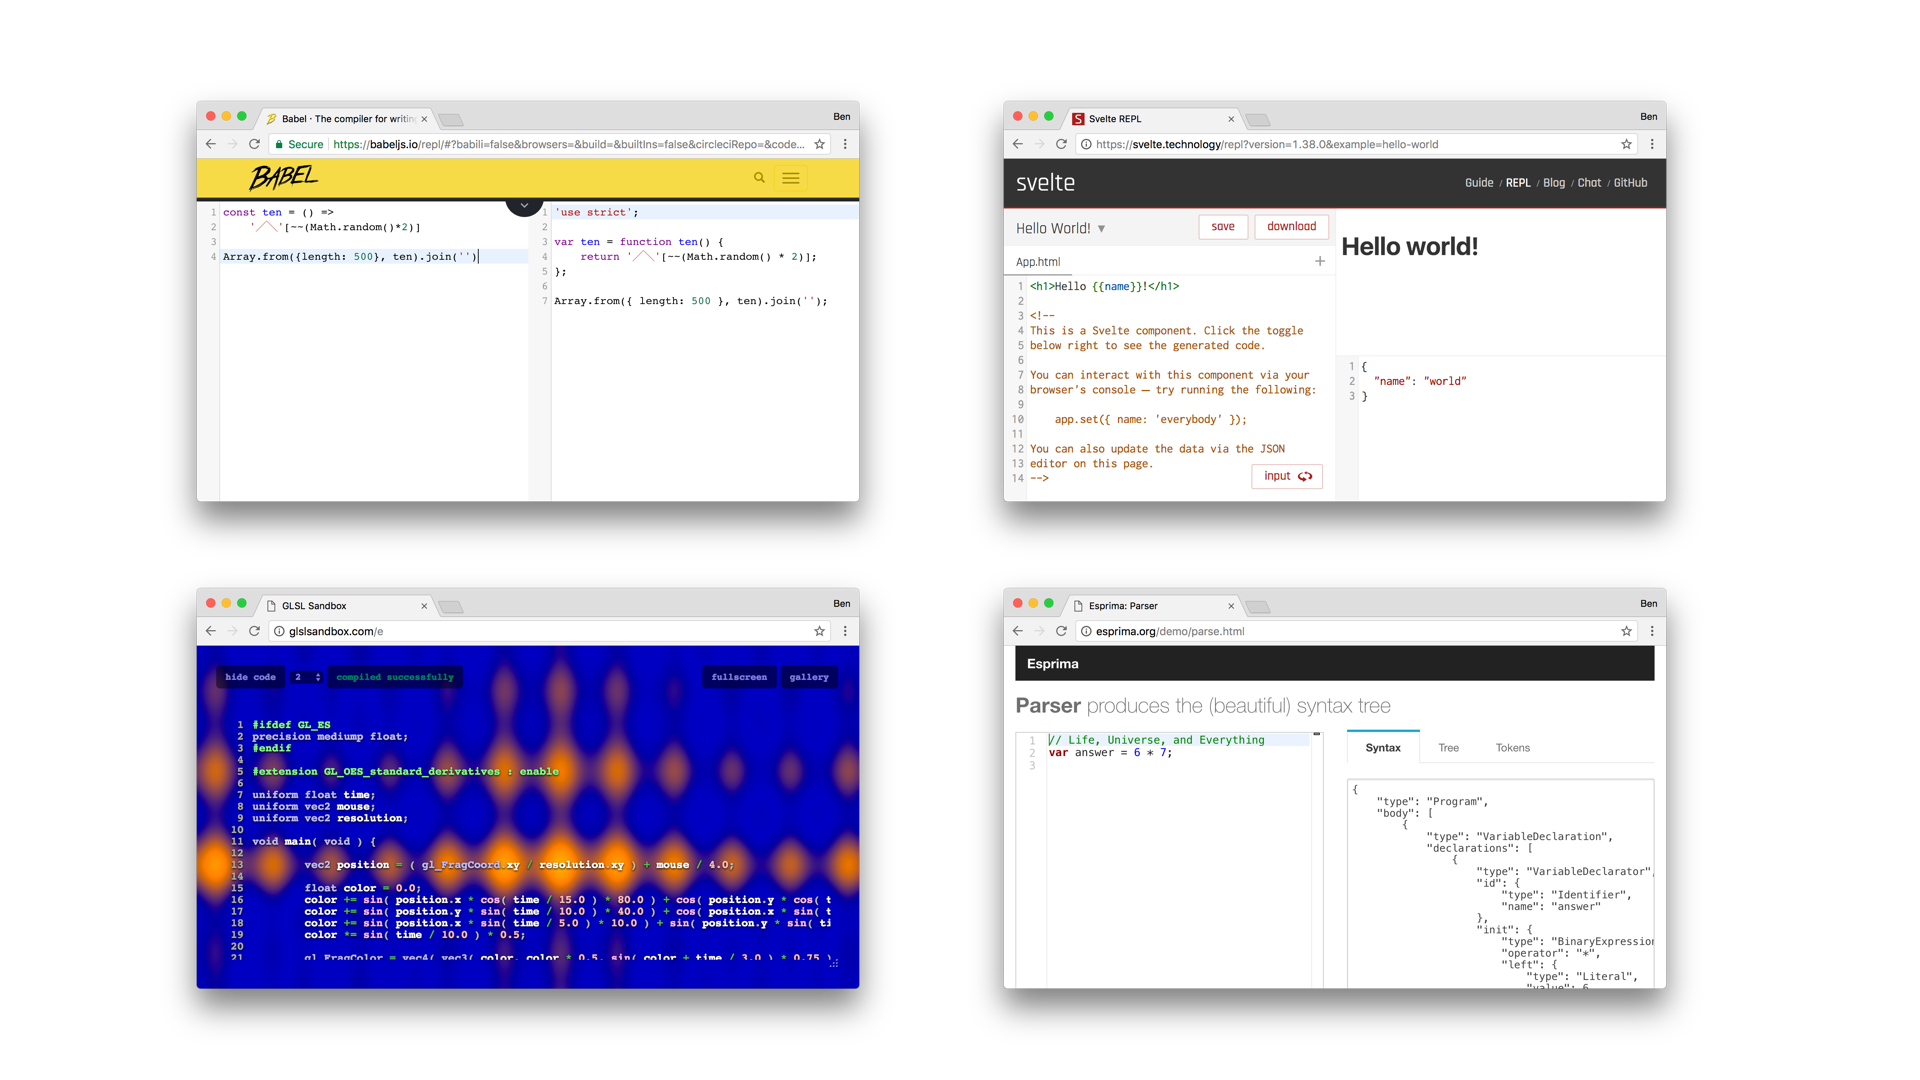 Babel · The compiler for writing
Ben
Secure https://babeljs.io/repl/#?babili=false&browsers=&build=&builtIns=false&circleciRepo=&code...
BABEL
1 const ten = () =>
2 '╱╲'[~~(Math.random()*2)]
3
4 Array.from({length: 500}, ten).join('')
1 'use strict';
2
3 var ten = function ten() {
4 return '╱╲'[~~(Math.random() * 2)];
5 };
6
7 Array.from({ length: 500 }, ten).join('');
Svelte REPL
Ben
https://svelte.technology/repl?version=1.38.0&example=hello-world
svelte
Guide / REPL / Blog / Chat / GitHub
Hello World! ▼
save
download
App.html +
1 <h1>Hello {{name}}!</h1>
2
3 <!--
4 This is a Svelte component. Click the toggle
5 below right to see the generated code.
6
7 You can interact with this component via your
8 browser's console — try running the following:
9
10 app.set({ name: 'everybody' });
11
12 You can also update the data via the JSON
13 editor on this page.
14 -->
input
Hello world!
1 {
2 "name": "world"
3 }
GLSL Sandbox
Ben
glslsandbox.com/e
hide code
2
compiled successfully
fullscreen
gallery
1 #ifdef GL_ES
2 precision mediump float;
3 #endif
4
5 #extension GL_OES_standard_derivatives : enable
6
7 uniform float time;
8 uniform vec2 mouse;
9 uniform vec2 resolution;
10
11 void main( void ) {
12
13 vec2 position = ( gl_FragCoord.xy / resolution.xy ) + mouse / 4.0;
14
15 float color = 0.0;
16 color += sin( position.x * cos( time / 15.0 ) * 80.0 ) + cos( position.y * cos( t
17 color += sin( position.y * sin( time / 10.0 ) * 40.0 ) + cos( position.x * sin( t
18 color += sin( position.x * sin( time / 5.0 ) * 10.0 ) + sin( position.y * sin( ti
19 color *= sin( time / 10.0 ) * 0.5;
20
21 gl_FragColor = vec4( vec3( color, color * 0.5, sin( color + time / 3.0 ) * 0.75 )
Esprima: Parser
Ben
esprima.org/demo/parse.html
Esprima
Parser produces the (beautiful) syntax tree
1 // Life, Universe, and Everything
2 var answer = 6 * 7;
3
Syntax
Tree
Tokens
{
"type": "Program",
"body": [
{
"type": "VariableDeclaration",
"declarations": [
{
"type": "VariableDeclarator",
"id": {
"type": "Identifier",
"name": "answer"
},
"init": {
"type": "BinaryExpression
"operator": "*",
"left": {
"type": "Literal",
"value": 6